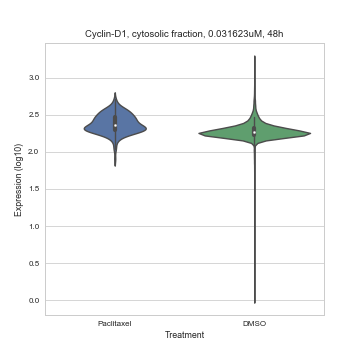 Cyclin-D1, cytosolic fraction, 0.031623uM, 48h
3.0
2.5
2.0
1.5
1.0
0.5
0.0
Expression (log10)
Paclitaxel
DMSO
Treatment